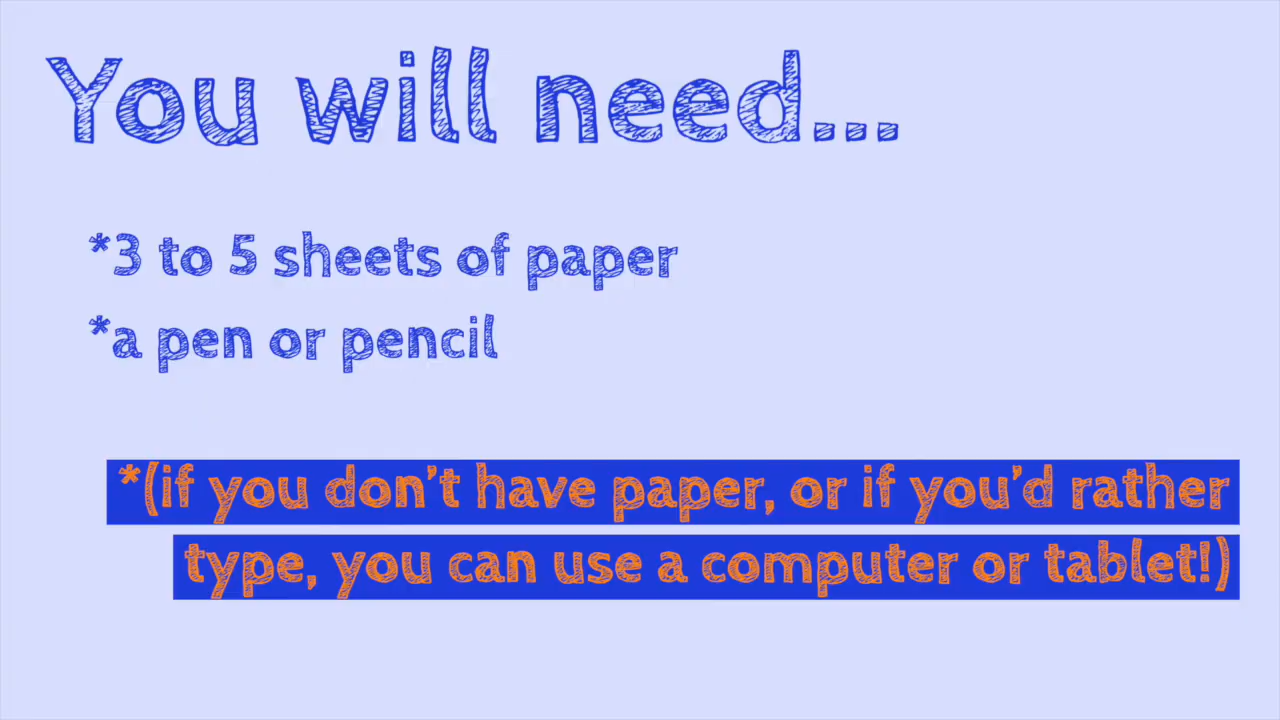 You will need...
*3 to 5 sheets of paper
*a pen or pencil
*(if you don't have paper, or if you'd rather
type, you can use a computer or tablet!)